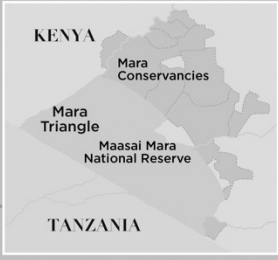 KENYA
Mara
Conservancies
Mara
Triangle
Maasai Mara
National Reserve
TANZANIA